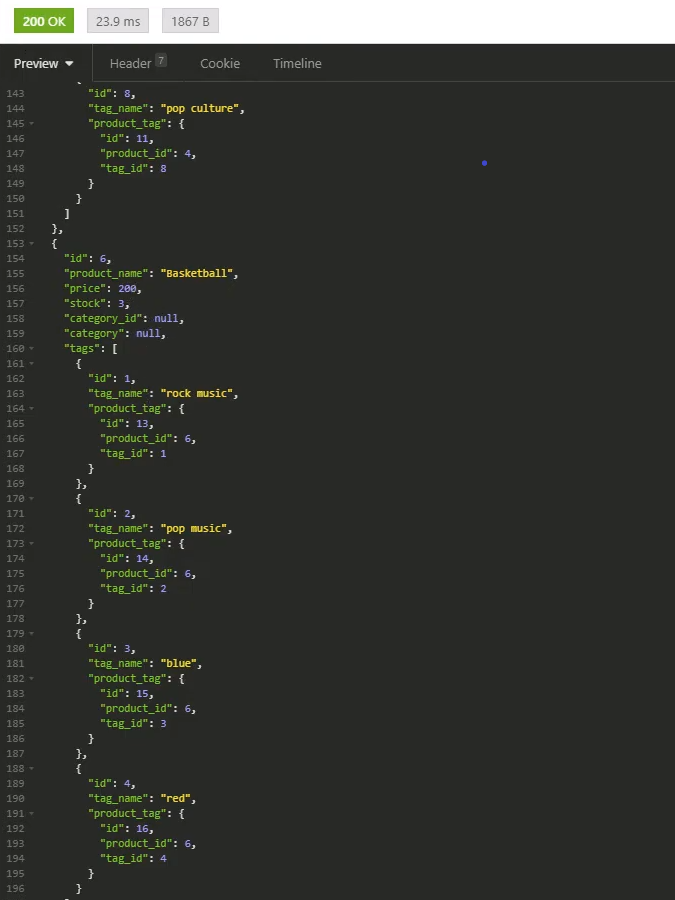 200 OK 23.9 ms 1867 B
Preview Header 7 Cookie Timeline
{
143 "id": 8,
144 "tag_name": "pop culture",
145 "product_tag": {
146 "id": 11,
147 "product_id": 4,
148 "tag_id": 8
149 }
150 }
151 ]
152 },
153 {
154 "id": 6,
155 "product_name": "Basketball",
156 "price": 200,
157 "stock": 3,
158 "category_id": null,
159 "category": null,
160 "tags": [
161 {
162 "id": 1,
163 "tag_name": "rock music",
164 "product_tag": {
165 "id": 13,
166 "product_id": 6,
167 "tag_id": 1
168 }
169 },
170 {
171 "id": 2,
172 "tag_name": "pop music",
173 "product_tag": {
174 "id": 14,
175 "product_id": 6,
176 "tag_id": 2
177 }
178 },
179 {
180 "id": 3,
181 "tag_name": "blue",
182 "product_tag": {
183 "id": 15,
184 "product_id": 6,
185 "tag_id": 3
186 }
187 },
188 {
189 "id": 4,
190 "tag_name": "red",
191 "product_tag": {
192 "id": 16,
193 "product_id": 6,
194 "tag_id": 4
195 }
196 }